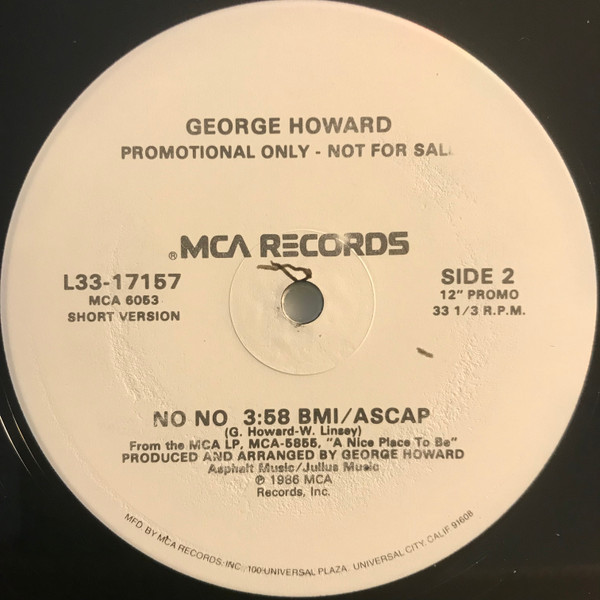 GEORGE HOWARD
PROMOTIONAL ONLY - NOT FOR SALE
® MCA RECORDS
L33-17157
MCA 6053
SHORT VERSION
SIDE 2
12" PROMO
33 1/3 R.P.M.
NO NO 3:58 BMI/ASCAP
(G. Howard-W. Linsey)
From the MCA LP, MCA-5855, "A Nice Place To Be"
PRODUCED AND ARRANGED BY GEORGE HOWARD
Asphalt Music/Julius Music
℗ 1986 MCA
Records, Inc.
MFD BY MCA RECORDS, INC., 100 UNIVERSAL PLAZA, UNIVERSAL CITY, CALIF 91608